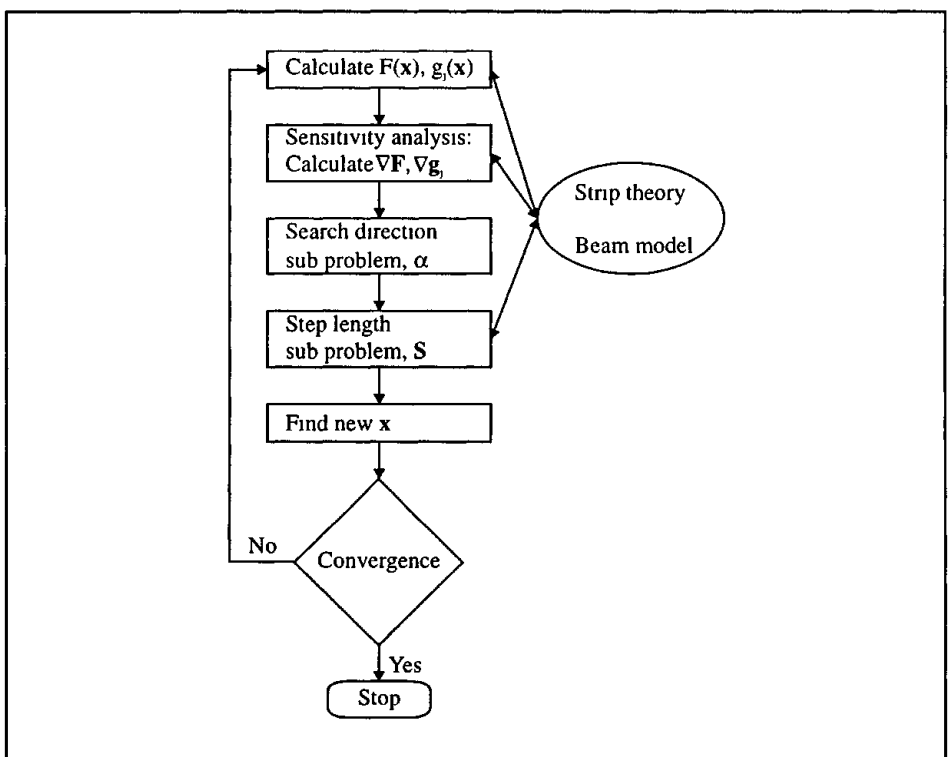 Calculate F(x), gⱼ(x)
Sensitivity analysis:
Calculate ∇F, ∇gⱼ
Search direction
sub problem, α
Step length
sub problem, S
Find new x
Convergence
No
Yes
Stop
Strip theory
Beam model